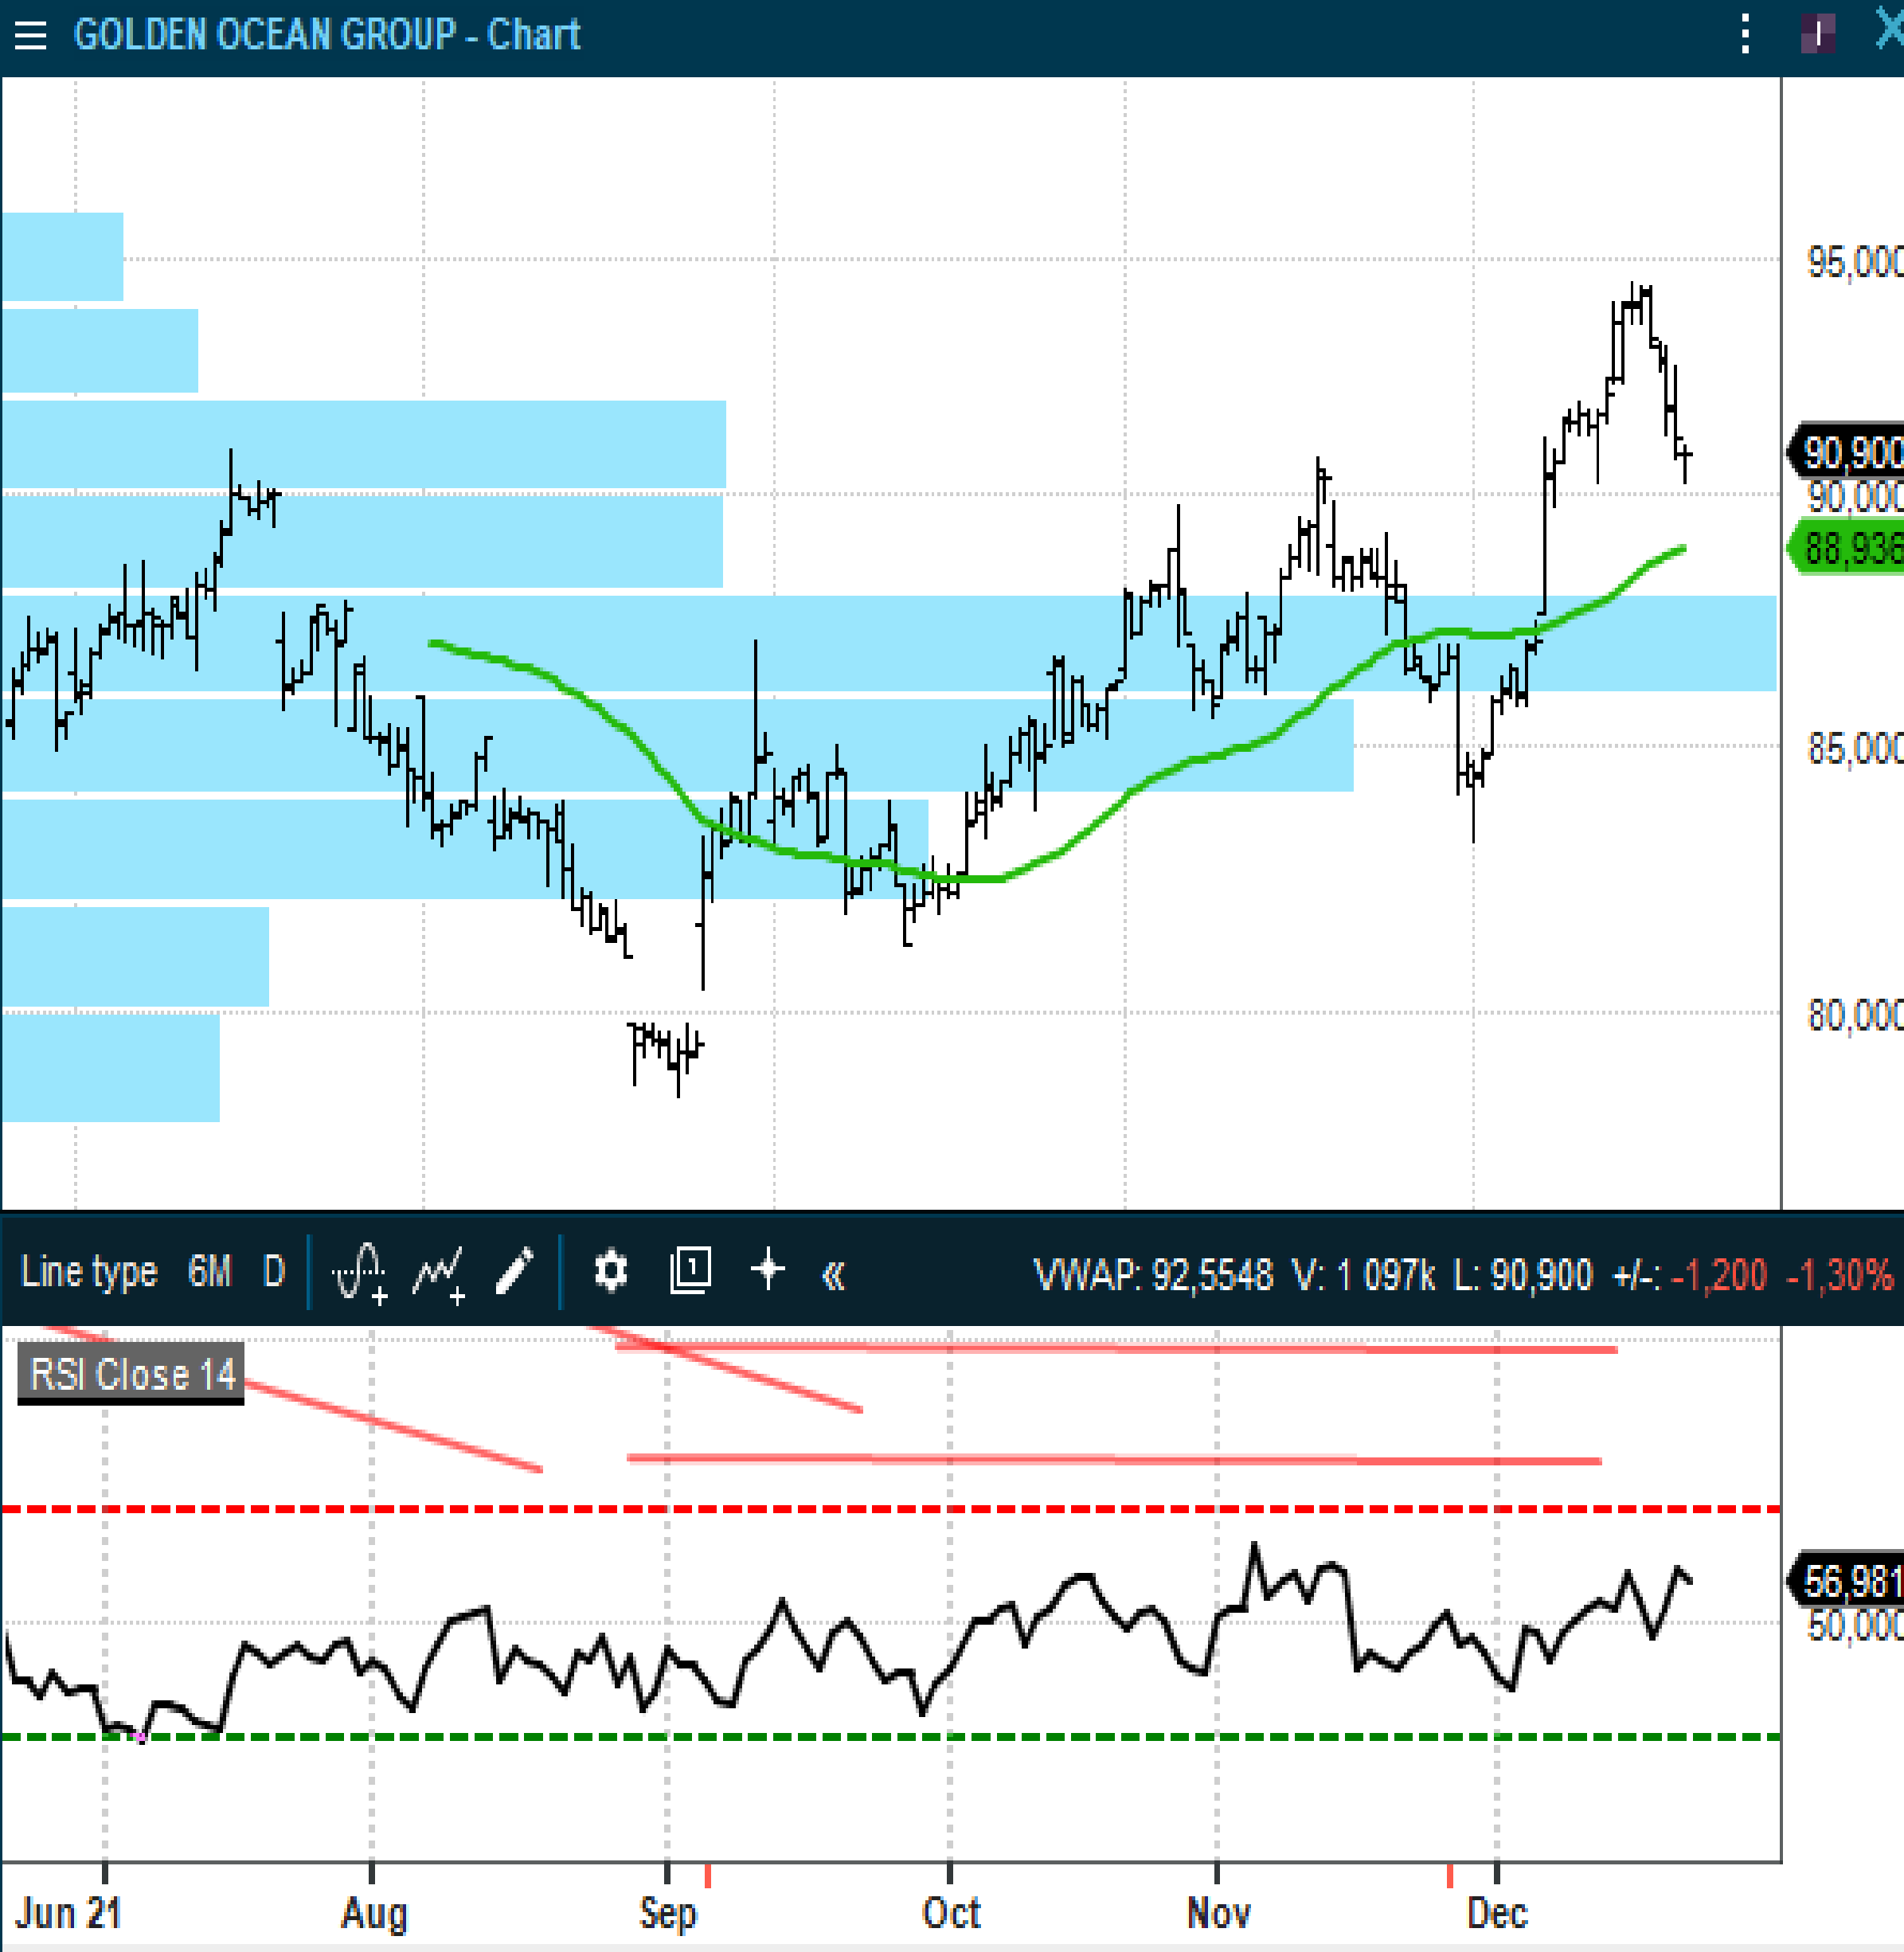 GOLDEN OCEAN GROUP - Chart
95,000
90,900
90,000
88,936
85,000
80,000
Line type 6M D 1 « VWAP: 92,5548 V: 1 097k L: 90,900 +/-: -1,200 -1,30%
RSI Close 14
56,981
50,000
Jun 21 Aug Sep Oct Nov Dec